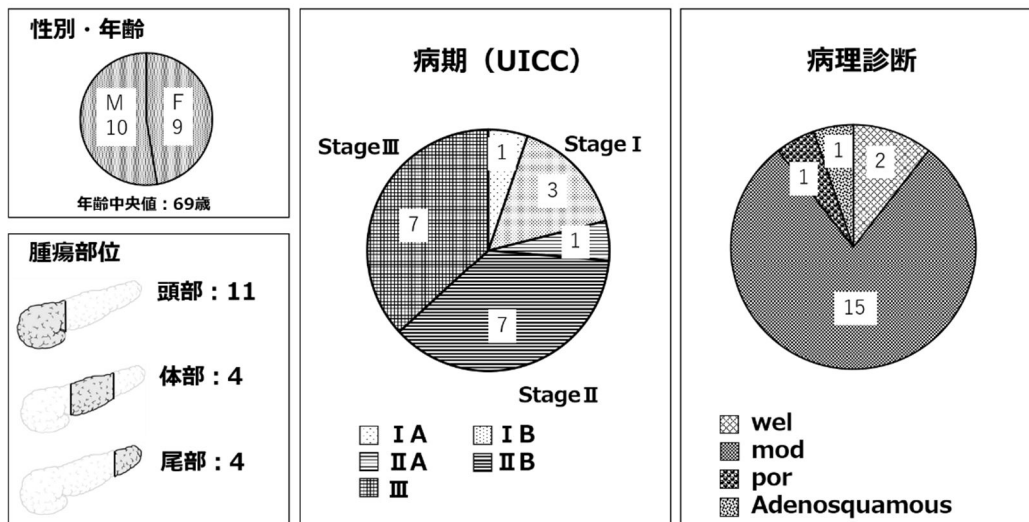 性別・年齢
M
10
F
9
年齢中央値：69歳
腫瘍部位
頭部：11
体部：4
尾部：4
病期（UICC）
StageⅢ
StageⅠ
1
3
1
7
7
StageⅡ
ⅠA
ⅠB
ⅡA
ⅡB
Ⅲ
病理診断
1
2
1
15
wel
mod
por
Adenosquamous